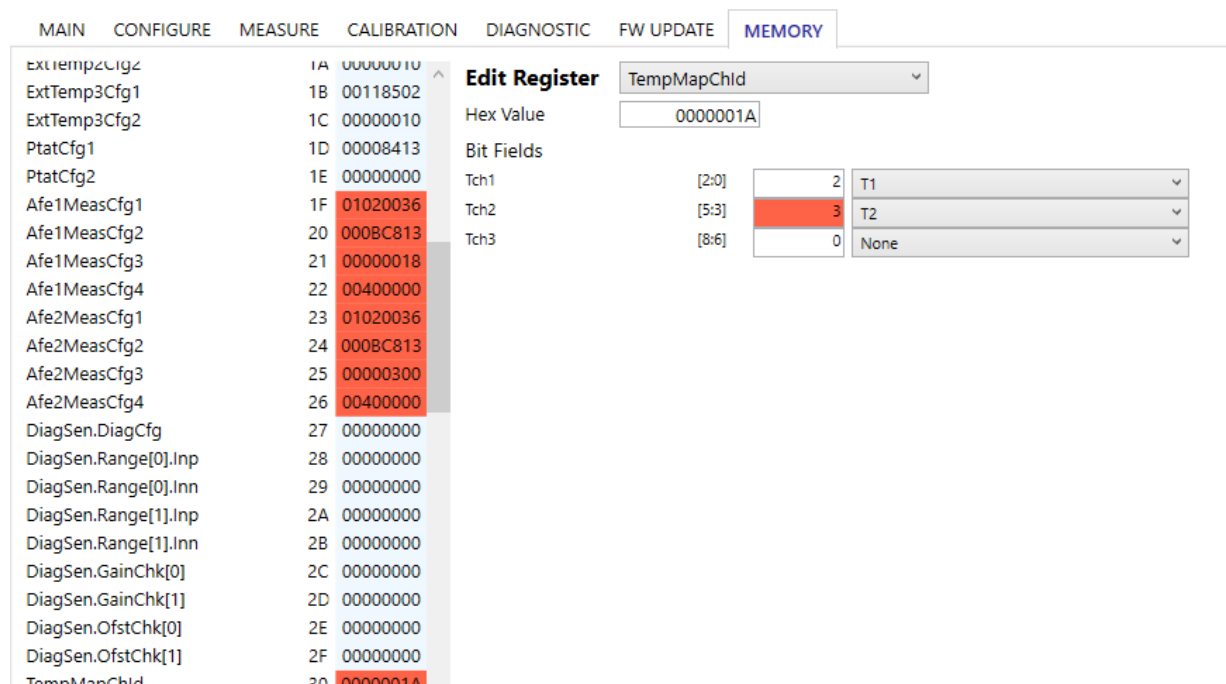 MAIN CONFIGURE MEASURE CALIBRATION DIAGNOSTIC FW UPDATE MEMORY
ExtTemp2Cfg2 1A 00000010
ExtTemp3Cfg1 1B 00118502
ExtTemp3Cfg2 1C 00000010
PtatCfg1 1D 00008413
PtatCfg2 1E 00000000
Afe1MeasCfg1 1F 01020036
Afe1MeasCfg2 20 000BC813
Afe1MeasCfg3 21 00000018
Afe1MeasCfg4 22 00400000
Afe2MeasCfg1 23 01020036
Afe2MeasCfg2 24 000BC813
Afe2MeasCfg3 25 00000300
Afe2MeasCfg4 26 00400000
DiagSen.DiagCfg 27 00000000
DiagSen.Range[0].Inp 28 00000000
DiagSen.Range[0].Inn 29 00000000
DiagSen.Range[1].Inp 2A 00000000
DiagSen.Range[1].Inn 2B 00000000
DiagSen.GainChk[0] 2C 00000000
DiagSen.GainChk[1] 2D 00000000
DiagSen.OfstChk[0] 2E 00000000
DiagSen.OfstChk[1] 2F 00000000
TempMapChId 30 0000001A
Edit Register TempMapChId
Hex Value 0000001A
Bit Fields
Tch1 [2:0] 2 T1
Tch2 [5:3] 3 T2
Tch3 [8:6] 0 None